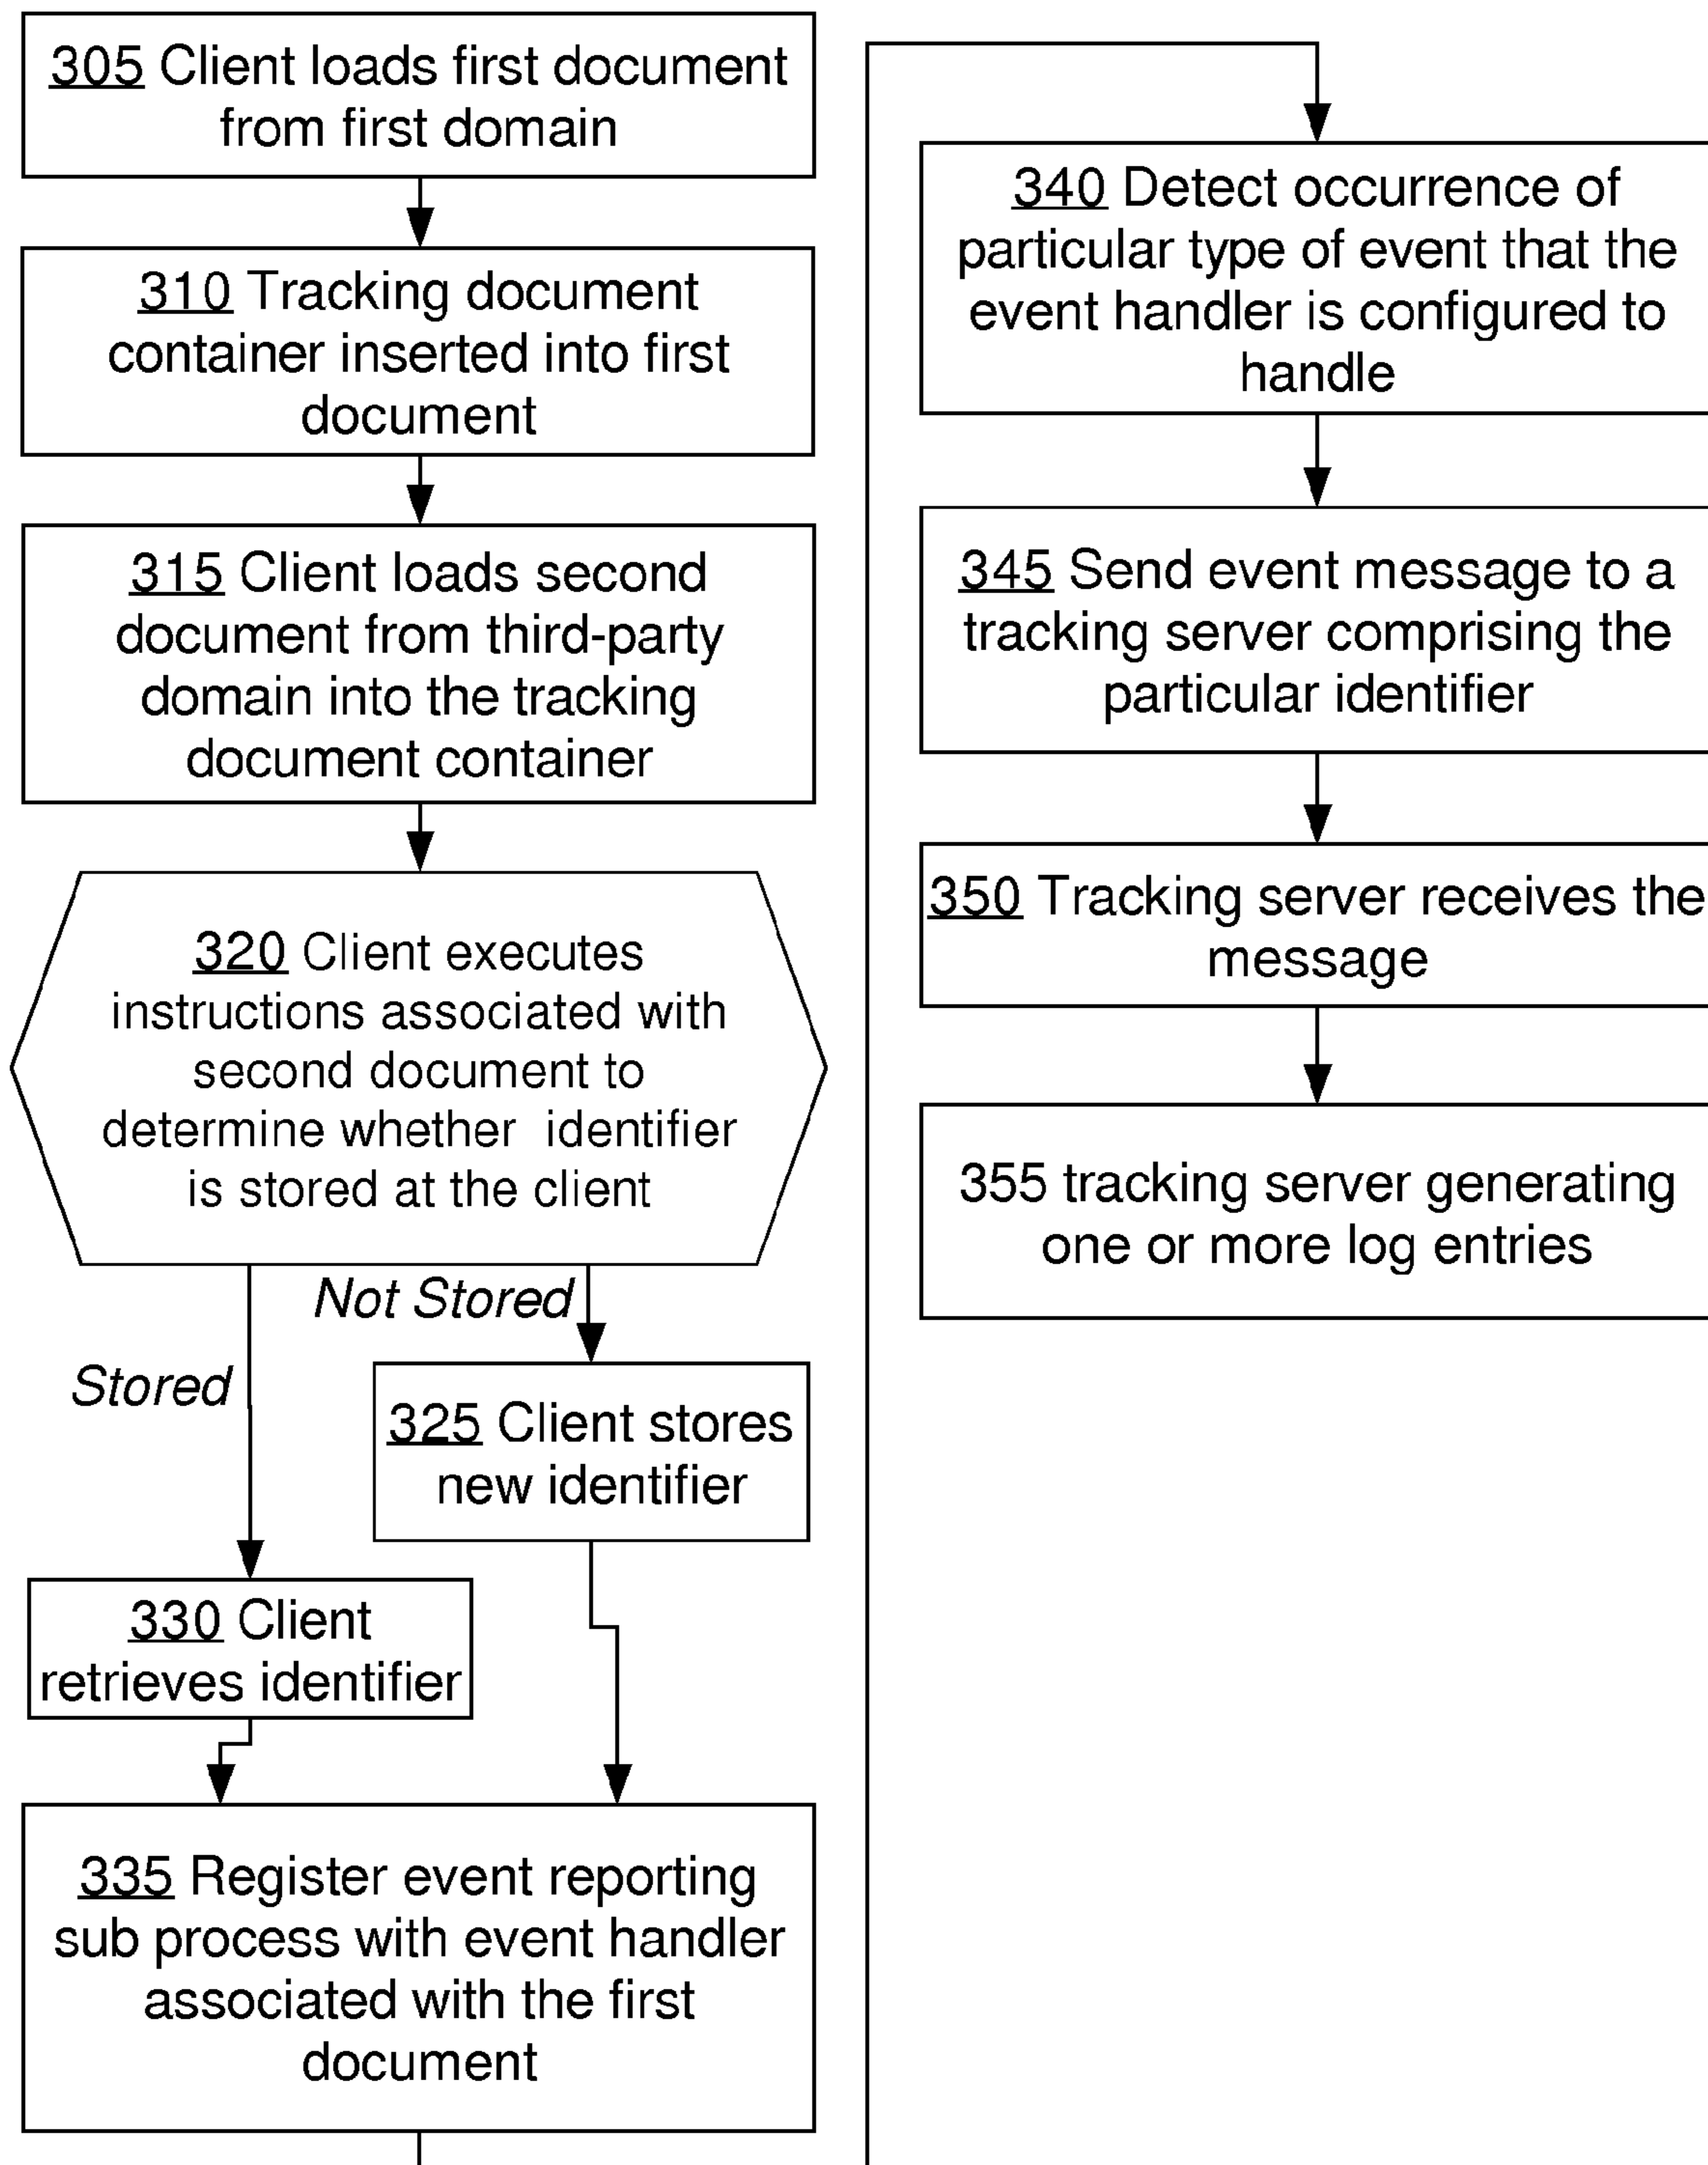 305 Client loads first document
from first domain
310 Tracking document
container inserted into first
document
315 Client loads second
document from third-party
domain into the tracking
document container
320 Client executes
instructions associated with
second document to
determine whether identifier
is stored at the client
Not Stored
Stored
325 Client stores
new identifier
330 Client
retrieves identifier
335 Register event reporting
sub process with event handler
associated with the first
document
340 Detect occurrence of
particular type of event that the
event handler is configured to
handle
345 Send event message to a
tracking server comprising the
particular identifier
350 Tracking server receives the
message
355 tracking server generating
one or more log entries